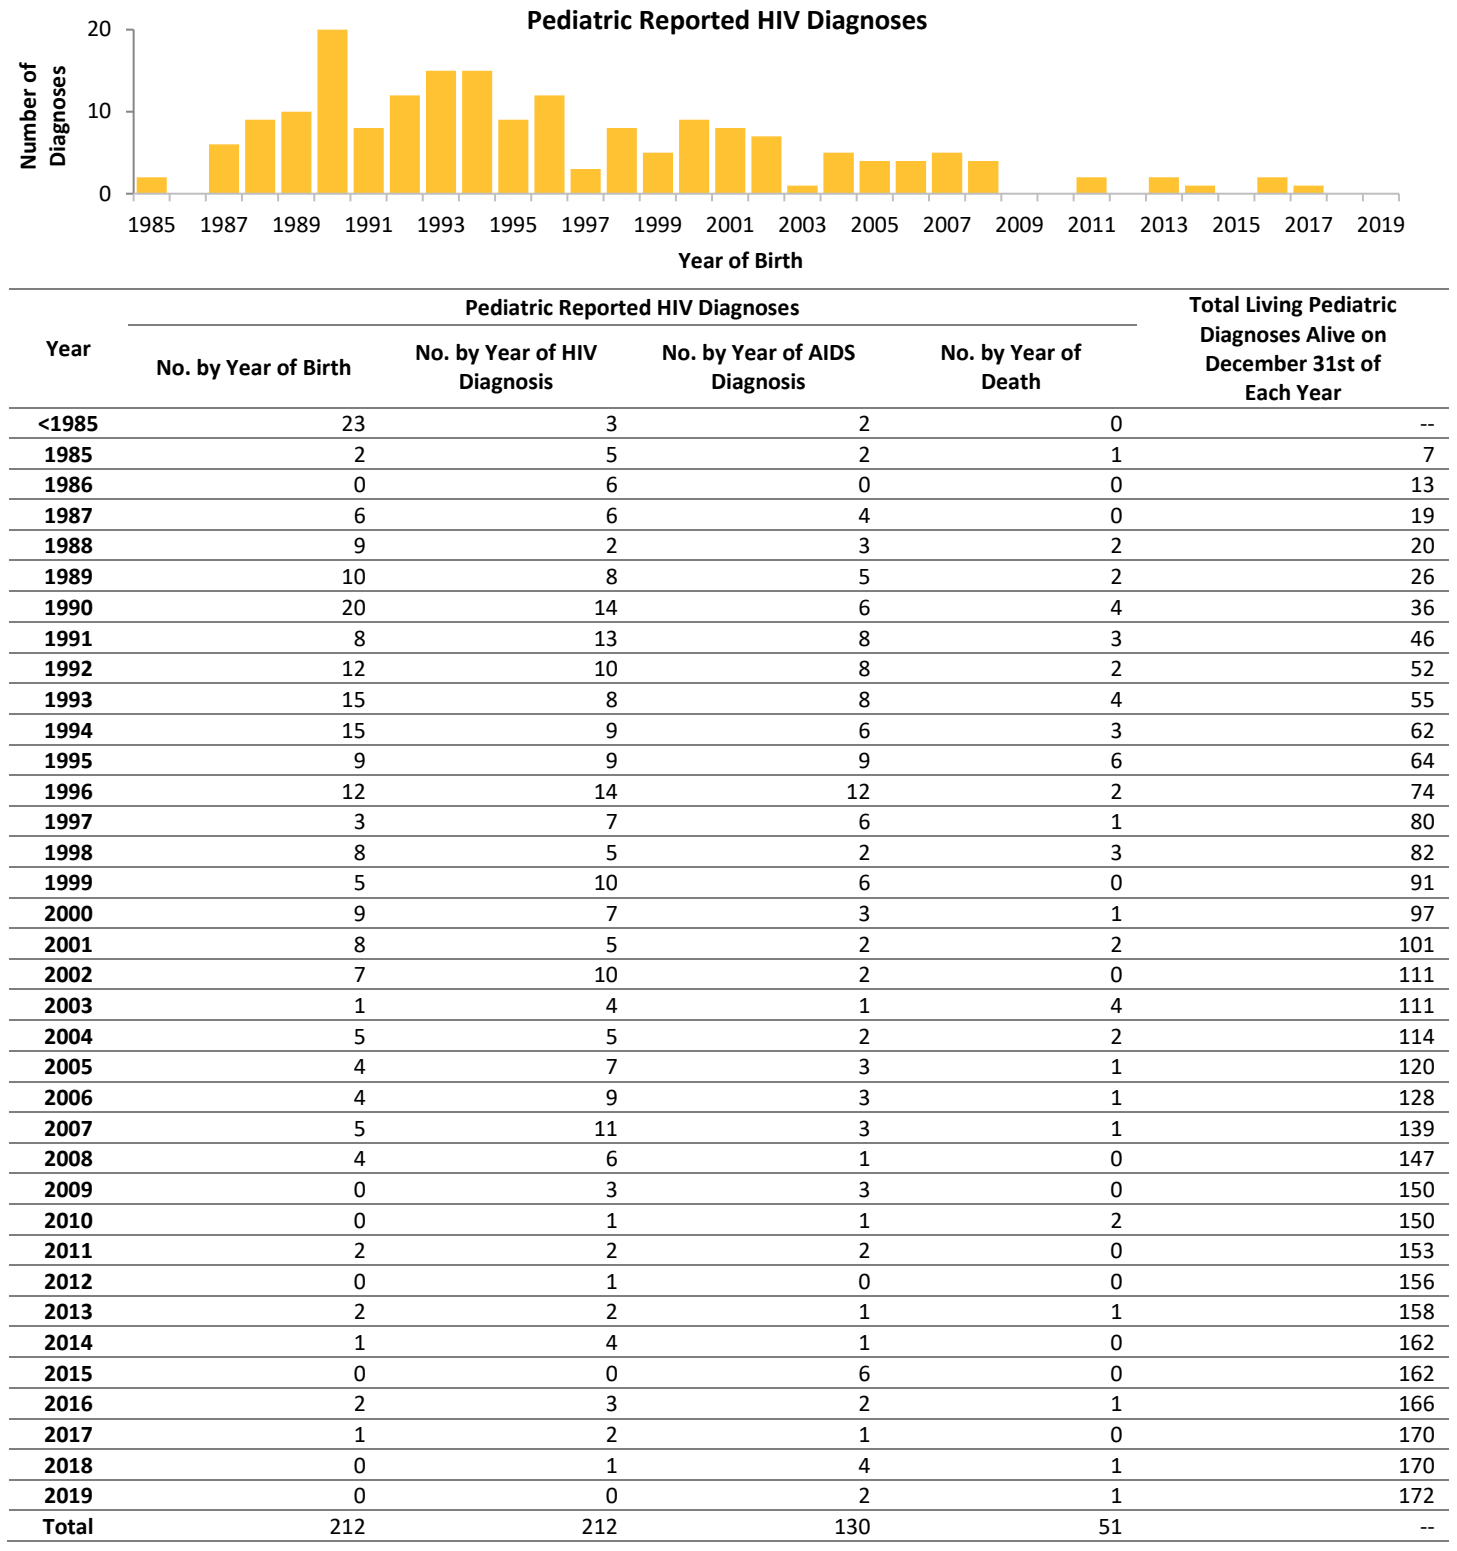 Pediatric Reported HIV Diagnoses
20
10
0
Number of
Diagnoses
1985 1987 1989 1991 1993 1995 1997 1999 2001 2003 2005 2007 2009 2011 2013 2015 2017 2019
Year of Birth
Year
Pediatric Reported HIV Diagnoses
No. by Year of Birth
No. by Year of HIV
Diagnosis
No. by Year of AIDS
Diagnosis
No. by Year of
Death
Total Living Pediatric
Diagnoses Alive on
December 31st of
Each Year
<1985 23 3 2 0 --
1985 2 5 2 1 7
1986 0 6 0 0 13
1987 6 6 4 0 19
1988 9 2 3 2 20
1989 10 8 5 2 26
1990 20 14 6 4 36
1991 8 13 8 3 46
1992 12 10 8 2 52
1993 15 8 8 4 55
1994 15 9 6 3 62
1995 9 9 9 6 64
1996 12 14 12 2 74
1997 3 7 6 1 80
1998 8 5 2 3 82
1999 5 10 6 0 91
2000 9 7 3 1 97
2001 8 5 2 2 101
2002 7 10 2 0 111
2003 1 4 1 4 111
2004 5 5 2 2 114
2005 4 7 3 1 120
2006 4 9 3 1 128
2007 5 11 3 1 139
2008 4 6 1 0 147
2009 0 3 3 0 150
2010 0 1 1 2 150
2011 2 2 2 0 153
2012 0 1 0 0 156
2013 2 2 1 1 158
2014 1 4 1 0 162
2015 0 0 6 0 162
2016 2 3 2 1 166
2017 1 2 1 0 170
2018 0 1 4 1 170
2019 0 0 2 1 172
Total 212 212 130 51 --